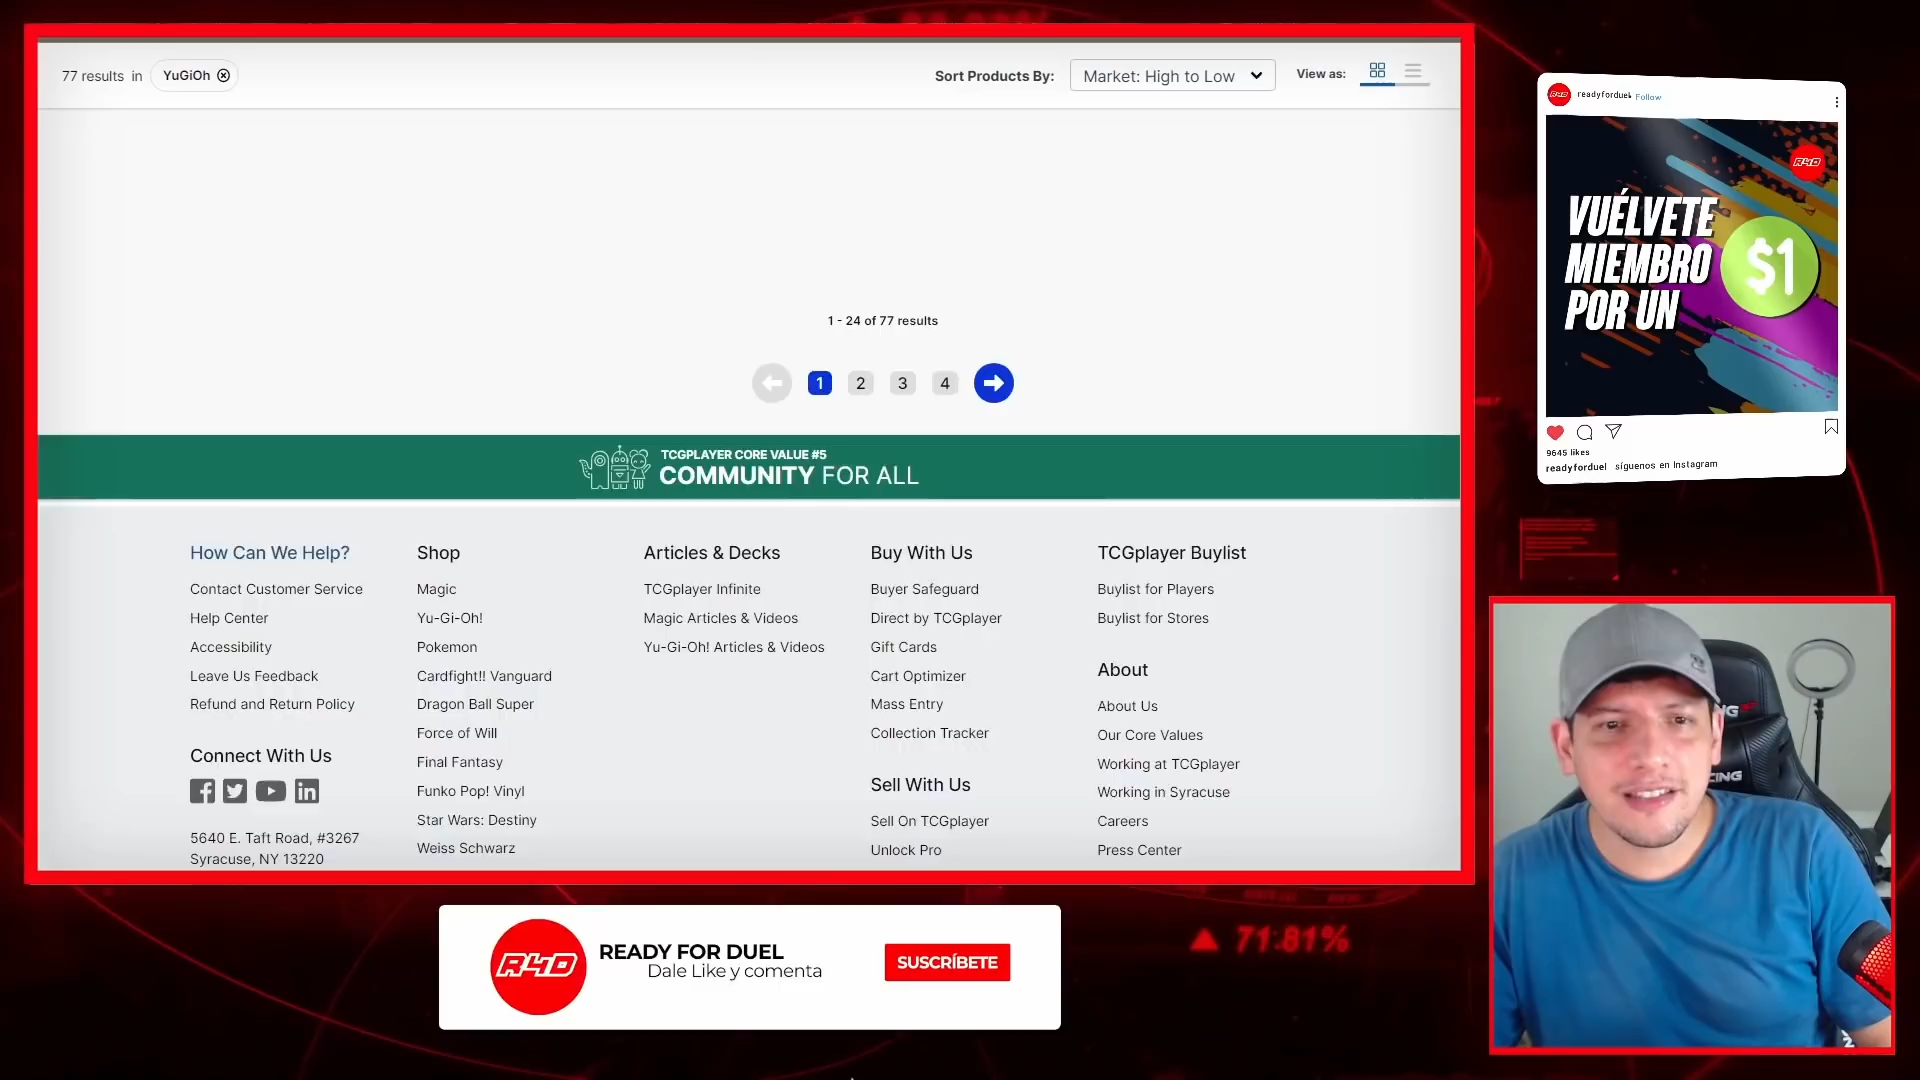 77 results in YuGiOh
Sort Products By: Market: High to Low View as:
1 - 24 of 77 results
1 2 3 4
TCGPLAYER CORE VALUE #5
COMMUNITY FOR ALL
How Can We Help?
Contact Customer Service
Help Center
Accessibility
Leave Us Feedback
Refund and Return Policy
Connect With Us
5640 E. Taft Road, #3267
Syracuse, NY 13220
Shop
Magic
Yu-Gi-Oh!
Pokemon
Cardfight!! Vanguard
Dragon Ball Super
Force of Will
Final Fantasy
Funko Pop! Vinyl
Star Wars: Destiny
Weiss Schwarz
Articles & Decks
TCGplayer Infinite
Magic Articles & Videos
Yu-Gi-Oh! Articles & Videos
Buy With Us
Buyer Safeguard
Direct by TCGplayer
Gift Cards
Cart Optimizer
Mass Entry
Collection Tracker
Sell With Us
Sell On TCGplayer
Unlock Pro
TCGplayer Buylist
Buylist for Players
Buylist for Stores
About
About Us
Our Core Values
Working at TCGplayer
Working in Syracuse
Careers
Press Center
R4D
readyforduel Follow
R4D
VUÉLVETE
MIEMBRO
POR UN
$1
9645 likes
readyforduel síguenos en Instagram
R4D
READY FOR DUEL
Dale Like y comenta
SUSCRÍBETE
71.81%